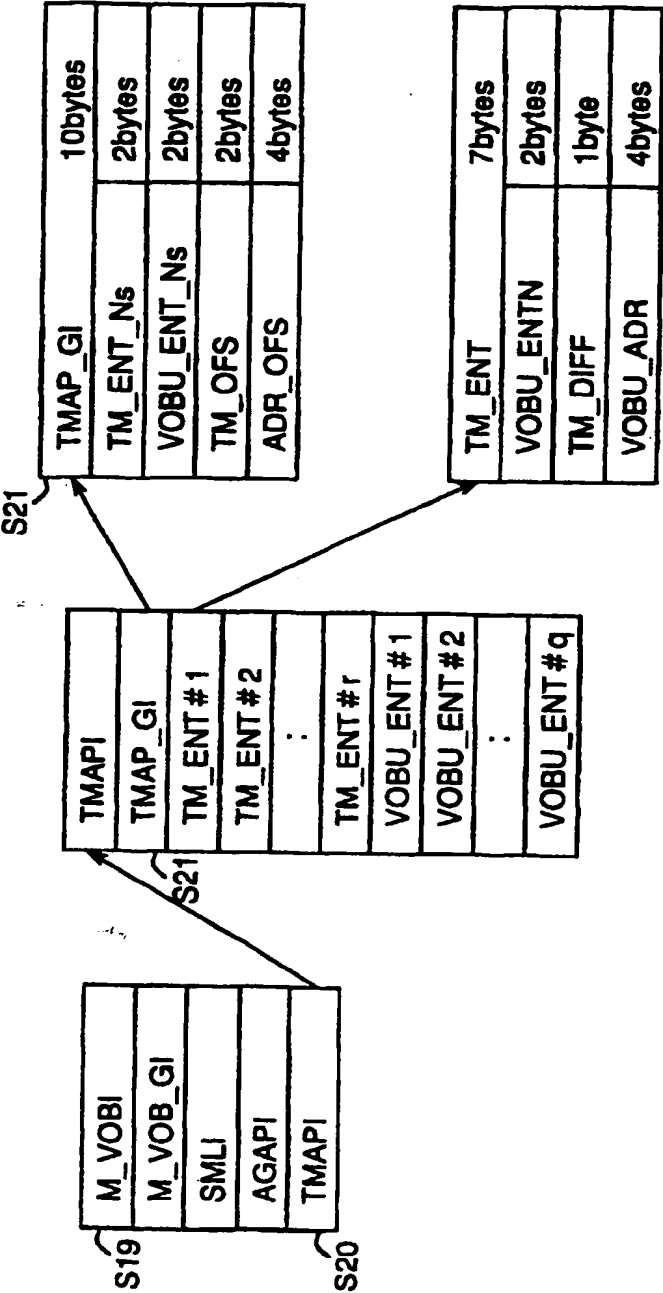 S19
M_VOBI
M_VOB_GI
SMLI
AGAPI
TMAPI
S20
TMAPI
S21
TMAP_GI
TM_ENT#1
TM_ENT#2
:
TM_ENT#r
VOBU_ENT#1
VOBU_ENT#2
:
VOBU_ENT#q
S21
TMAP_GI 10bytes
TM_ENT_Ns 2bytes
VOBU_ENT_Ns 2bytes
TM_OFS 2bytes
ADR_OFS 4bytes
TM_ENT 7bytes
VOBU_ENTN 2bytes
TM_DIFF 1byte
VOBU_ADR 4bytes